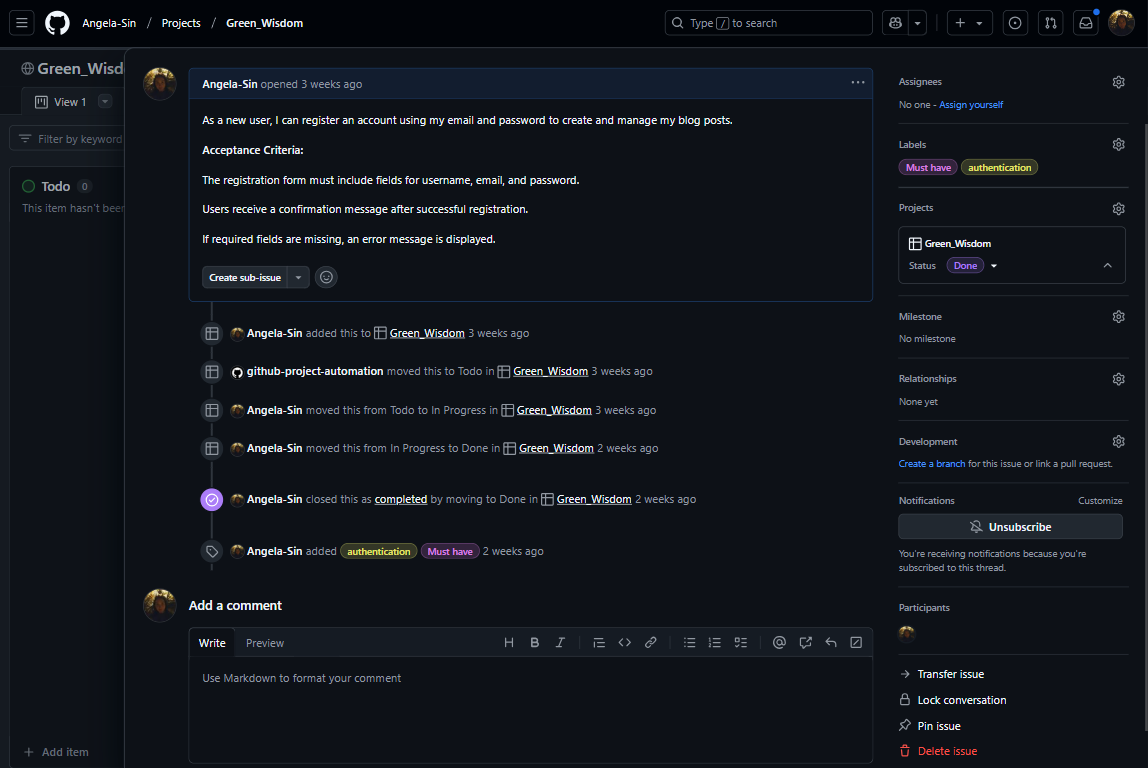 Angela-Sin / Projects / Green_Wisdom
Type / to search
Green_Wisd
View 1
Filter by keyword
Todo 0
This item hasn't been
Add item
Angela-Sin opened 3 weeks ago
As a new user, I can register an account using my email and password to create and manage my blog posts.
Acceptance Criteria:
The registration form must include fields for username, email, and password.
Users receive a confirmation message after successful registration.
If required fields are missing, an error message is displayed.
Create sub-issue
Angela-Sin added this to Green_Wisdom 3 weeks ago
github-project-automation moved this to Todo in Green_Wisdom 3 weeks ago
Angela-Sin moved this from Todo to In Progress in Green_Wisdom 3 weeks ago
Angela-Sin moved this from In Progress to Done in Green_Wisdom 2 weeks ago
Angela-Sin closed this as completed by moving to Done in Green_Wisdom 2 weeks ago
Angela-Sin added authentication Must have 2 weeks ago
Add a comment
Write Preview
Use Markdown to format your comment
Assignees
No one - Assign yourself
Labels
Must have authentication
Projects
Green_Wisdom
Status Done
Milestone
No milestone
Relationships
None yet
Development
Create a branch for this issue or link a pull request.
Notifications Customize
Unsubscribe
You're receiving notifications because you're
subscribed to this thread.
Participants
Transfer issue
Lock conversation
Pin issue
Delete issue